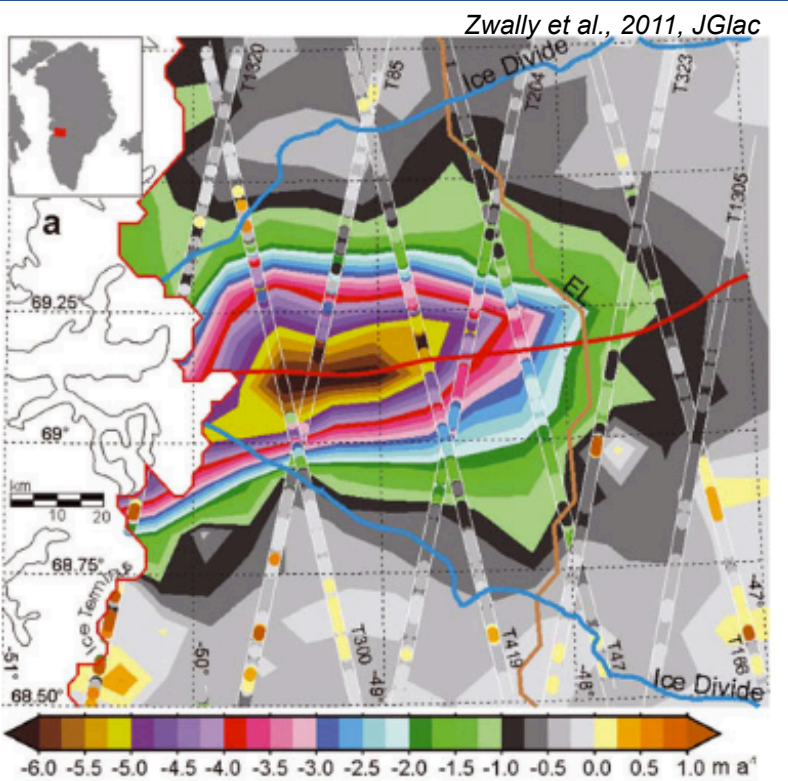 Zwally et al., 2011, JGlac
T1320
T85
Ice Divide
T204
T323
T1305
a
EL
69.25°
69°
km
10 20
68.75°
Ice Terminus
-51°
-50°
68.50°
T300
-49°
T419
-48°
T47
-47°
T166
Ice Divide
-6.0 -5.5 -5.0 -4.5 -4.0 -3.5 -3.0 -2.5 -2.0 -1.5 -1.0 -0.5 0.0 0.5 1.0 m a⁻¹